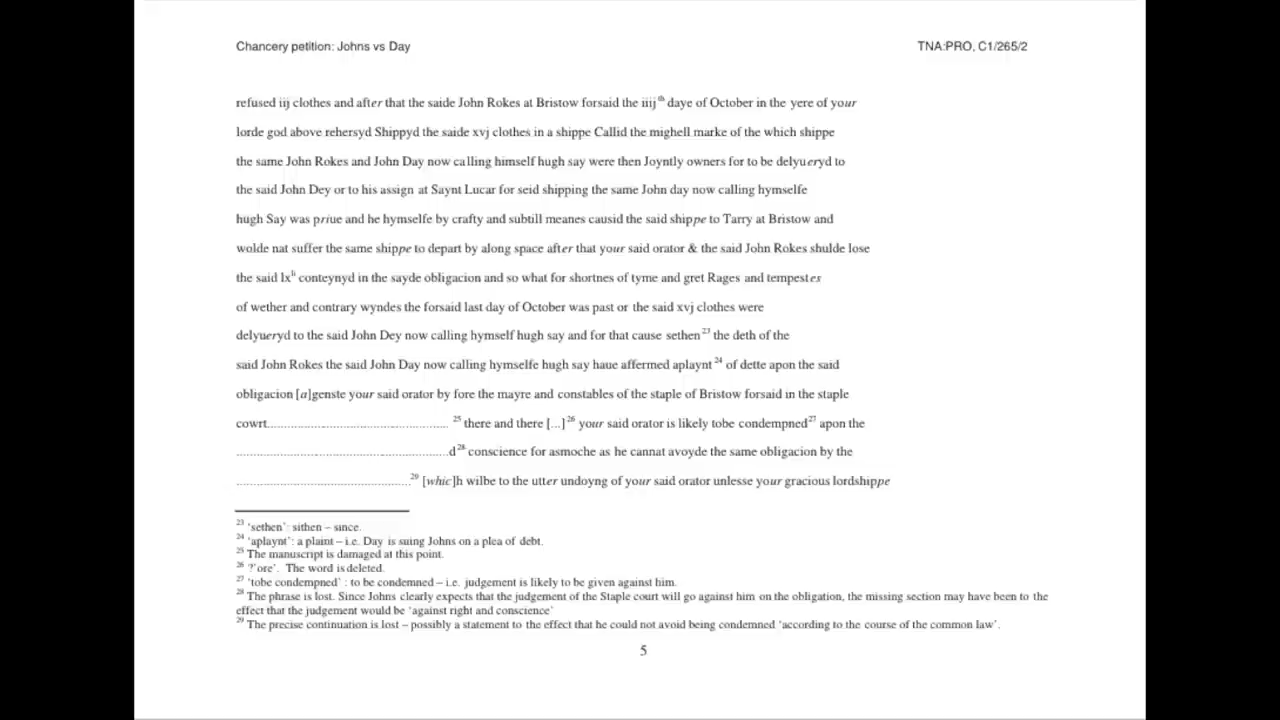 Chancery petition: Johns vs Day TNA:PRO, C1/265/2
refused iij clothes and after that the saide John Rokes at Bristow forsaid the iiij th daye of October in the yere of your
lorde god above rehersyd Shippyd the saide xvj clothes in a shippe Callid the mighell marke of the which shippe
the same John Rokes and John Day now calling himself hugh say were then Joyntly owners for to be delyueryd to
the said John Dey or to his assign at Saynt Lucar for seid shipping the same John day now calling hymselfe
hugh Say was priue and he hymselfe by crafty and subtill meanes causid the said shippe to Tarry at Bristow and
wolde nat suffer the same shippe to depart by along space after that your said orator & the said John Rokes shulde lose
the said lx li conteynyd in the sayde obligacion and so what for shortnes of tyme and gret Rages and tempestes
of wether and contrary wyndes the forsaid last day of October was past or the said xvj clothes were
delyueryd to the said John Dey now calling hymself hugh say and for that cause sethen 23 the deth of the
said John Rokes the said John Day now calling hymselfe hugh say haue affermed aplaynt 24 of dette apon the said
obligacion [a]genste your said orator by fore the mayre and constables of the staple of Bristow forsaid in the staple
cowrt.......................................................... 25 there and there [...] 26 your said orator is likely tobe condempned 27 apon the
....................................................................d 28 conscience for asmoche as he cannat avoyde the same obligacion by the
........................................................ 29 [whic]h wilbe to the utter undoyng of your said orator unlesse your gracious lordshippe
23 'sethen': sithen – since.
24 'aplaynt': a plaint – i.e. Day is suing Johns on a plea of debt.
25 The manuscript is damaged at this point.
26 ?'ore'. The word is deleted.
27 'tobe condempned' : to be condemned – i.e. judgement is likely to be given against him.
28 The phrase is lost. Since Johns clearly expects that the judgement of the Staple court will go against him on the obligation, the missing section may have been to the
effect that the judgement would be 'against right and conscience'
29 The precise continuation is lost – possibly a statement to the effect that he could not avoid being condemned 'according to the course of the common law'.
5